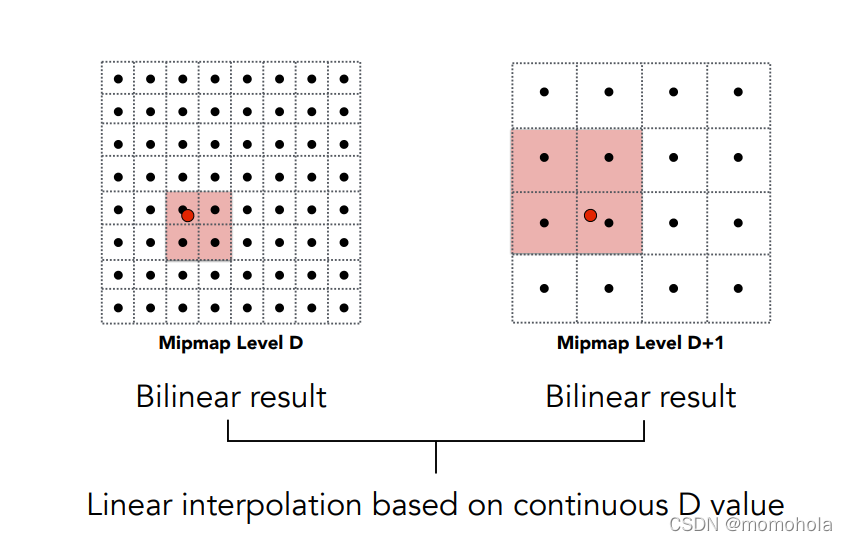 Mipmap Level D
Mipmap Level D+1
Bilinear result
Bilinear result
Linear interpolation based on continuous D value
CSDN @momohola